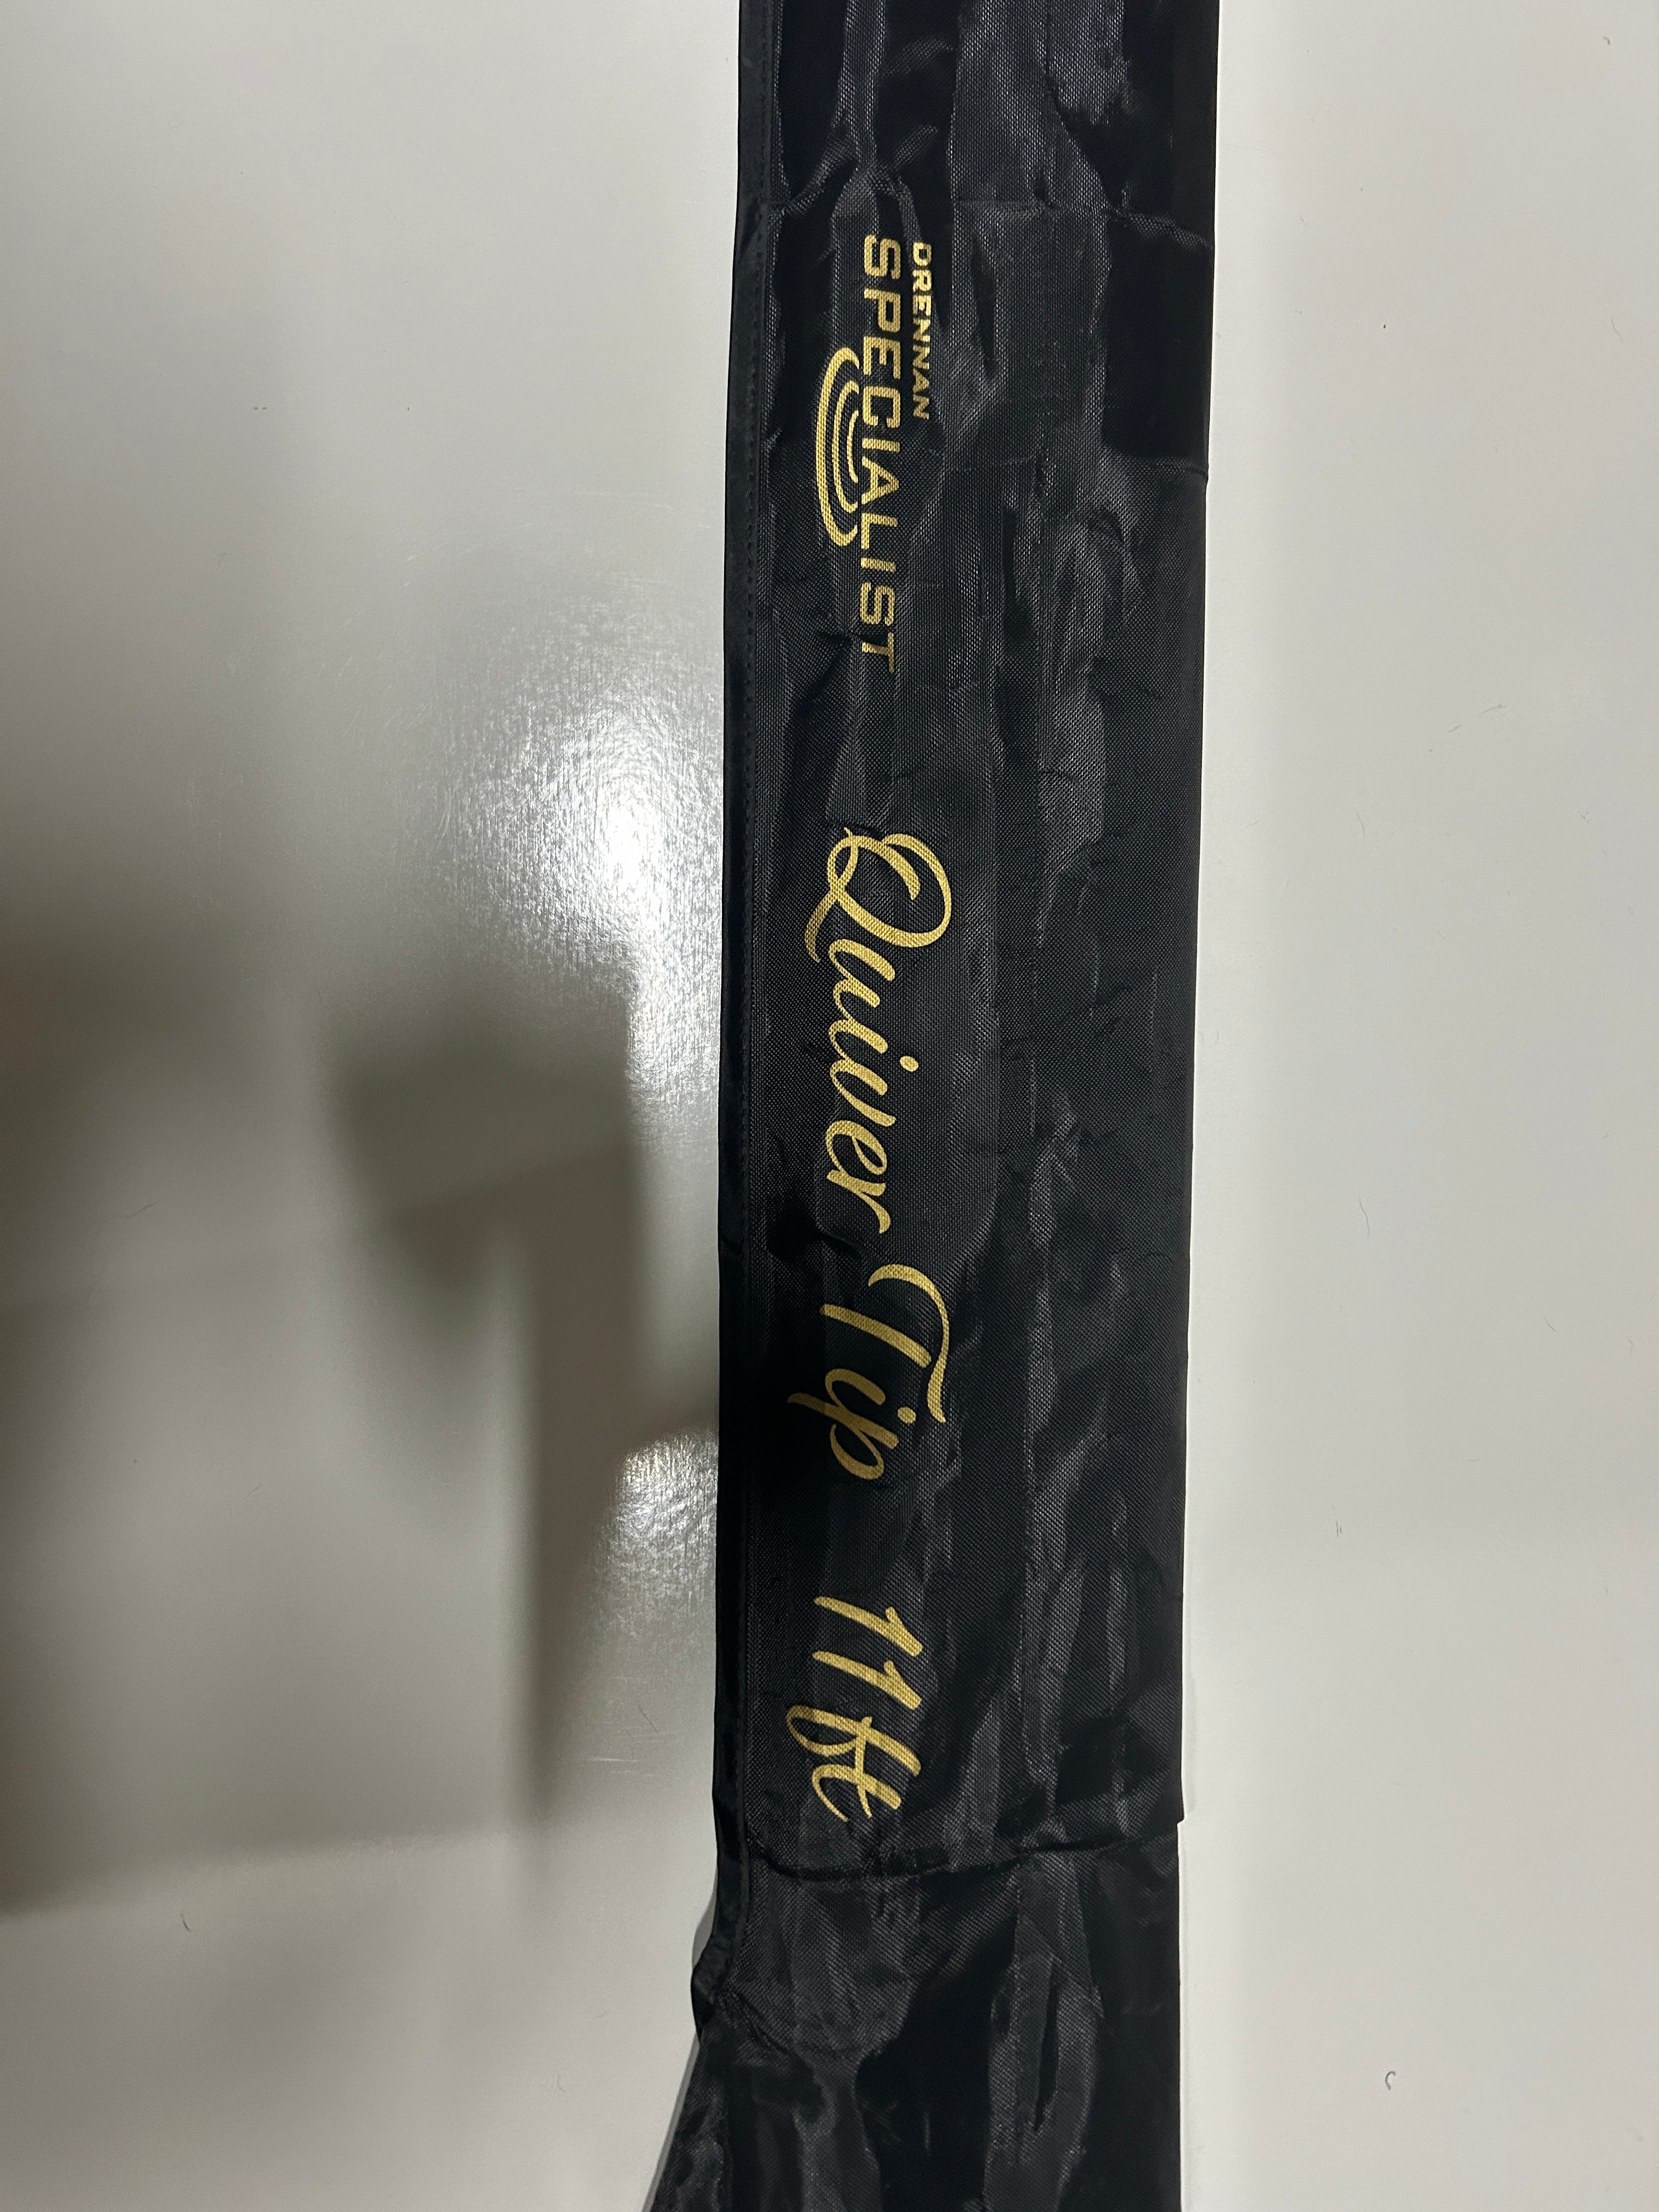 DRENNAN
SPECIALIST
Quiver Tip 11ft